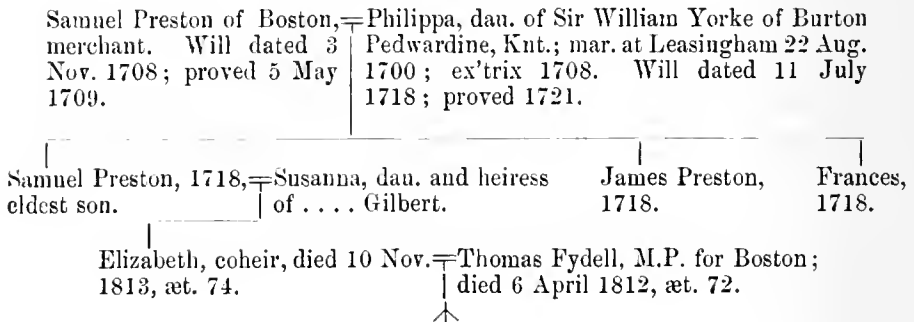 Samuel Preston of Boston,
merchant. Will dated 3
Nov. 1708; proved 5 May
1709.
Philippa, dau. of Sir William Yorke of Burton
Pedwardine, Knt.; mar. at Leasingham 22 Aug.
1700; ex'trix 1708. Will dated 11 July
1718; proved 1721.
Samuel Preston, 1718,
eldest son.
Susanna, dau. and heiress
of .... Gilbert.
James Preston,
1718.
Frances,
1718.
Elizabeth, coheir, died 10 Nov.
1813, æt. 74.
Thomas Fydell, M.P. for Boston;
died 6 April 1812, æt. 72.